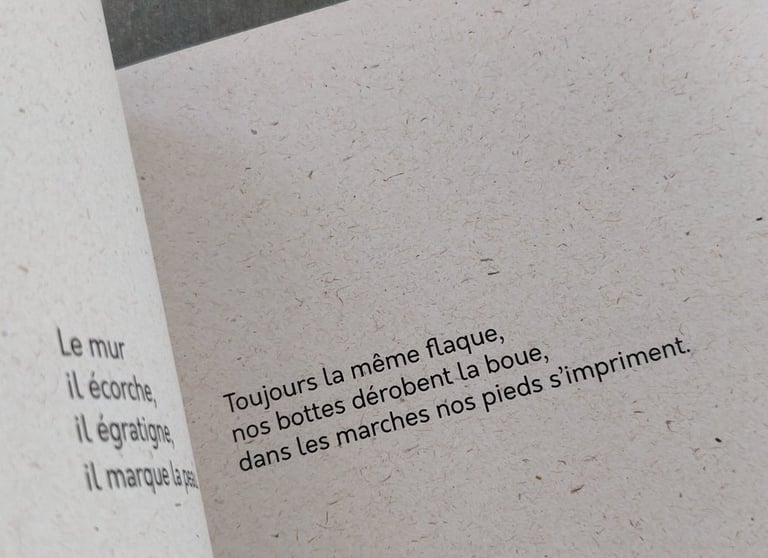 Le mur
il écorche,
il égratigne,
il marque la peau
Toujours la même flaque,
nos bottes dérobent la boue,
dans les marches nos pieds s'impriment.